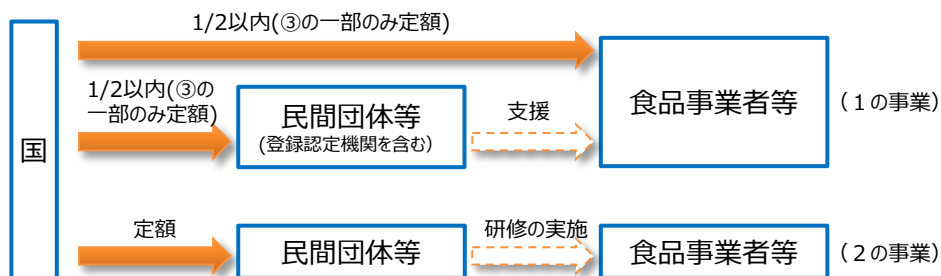 1/2以内(③の一部のみ定額)
1/2以内(③の
一部のみ定額)
国
民間団体等
(登録認定機関を含む)
支援
食品事業者等
（１の事業）
定額
民間団体等
研修の実施
食品事業者等
（２の事業）